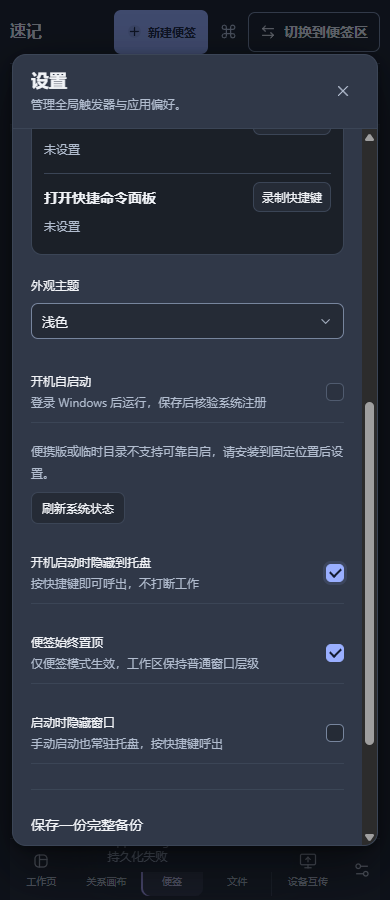 速记
新建便签
切换到便签区
设置
管理全局触发器与应用偏好。
未设置
打开快捷命令面板
录制快捷键
未设置
外观主题
浅色
开机自启动
登录 Windows 后运行，保存后核验系统注册
便携版或临时目录不支持可靠自启，请安装到固定位置后设
置。
刷新系统状态
开机启动时隐藏到托盘
按快捷键即可呼出，不打断工作
便签始终置顶
仅便签模式生效，工作区保持普通窗口层级
启动时隐藏窗口
手动启动也常驻托盘，按快捷键呼出
保存一份完整备份
持久化失败
工作页
关系画布
便签
文件
设备互传